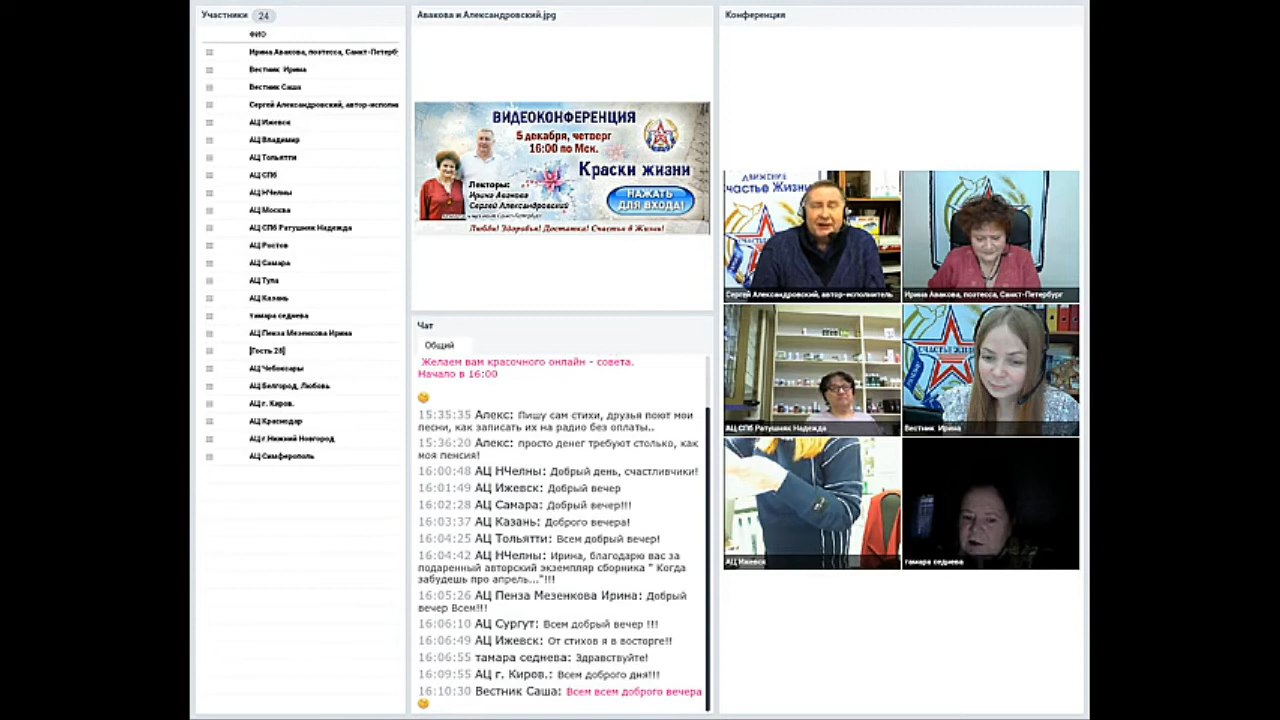 Участники 24
ФИО
Ирина Авакова, поэтесса, Санкт-Петерб
Вестник Ирина
Вестник Саша
Сергей Александровский, автор-исполн
АЦ Ижевск
АЦ Владимир
АЦ Тольятти
АЦ СПб
АЦ НЧелны
АЦ Москва
АЦ СПб Ратушняк Надежда
АЦ Ростов
АЦ Самара
АЦ Тула
АЦ Казань
тамара седнева
АЦ Пенза Мезенкова Ирина
[Гость 28]
АЦ Чебоксары
АЦ Белгород, Любовь
АЦ г. Киров.
АЦ Краснодар
АЦ г.Нижний Новгород
АЦ Симферополь
Авакова и Александровский.jpg
ВИДЕОКОНФЕРЕНЦИЯ
5 декабря, четверг
16:00 по Мск.
Краски жизни
Лекторы:
Ирина Авакова
Сергей Александровский
НАЖАТЬ
ДЛЯ ВХОДА!
Любви! Здоровья! Достатка! Счастья в Жизни!
Чат
Общий
Желаем вам красочного онлайн - совета.
Начало в 16:00
15:35:35 Алекс: Пишу сам стихи, друзья поют мои
песни, как записать их на радио без оплаты..
15:36:20 Алекс: просто денег требуют столько, как
моя пенсия!
16:00:48 АЦ НЧелны: Добрый день, счастливчики!
16:01:49 АЦ Ижевск: Добрый вечер
16:02:28 АЦ Самара: Добрый вечер!!!
16:03:37 АЦ Казань: Доброго вечера!
16:04:25 АЦ Тольятти: Всем добрый вечер!
16:04:42 АЦ НЧелны: Ирина, благодарю вас за
подаренный авторский экземпляр сборника " Когда
забудешь про апрель..."!!!
16:05:26 АЦ Пенза Мезенкова Ирина: Добрый
вечер Всем!!!
16:06:10 АЦ Сургут: Всем добрый вечер !!!
16:06:49 АЦ Ижевск: От стихов я в восторге!!
16:06:55 тамара седнева: Здравствуйте!
16:09:55 АЦ г. Киров.: Всем доброго дня!!!
16:10:30 Вестник Саша: Всем всем доброго вечера
Конференция
ДВИЖЕНИЕ
Счастье Жизни
Сергей Александровский, автор-исполнитель
Ирина Авакова, поэтесса, Санкт-Петербург
АЦ СПб Ратушняк Надежда
СЧАСТЬЕ ЖИЗНИ
Вестник Ирина
АЦ Ижевск
тамара седнева